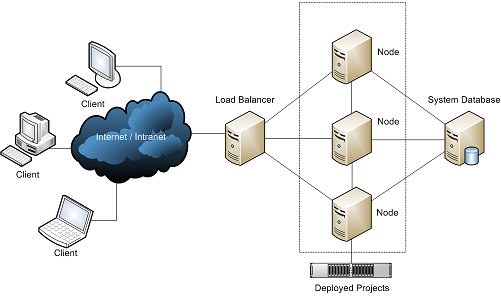 Client
Internet / Intranet
Client
Client
Load Balancer
Node
Node
Node
System Database
Deployed Projects